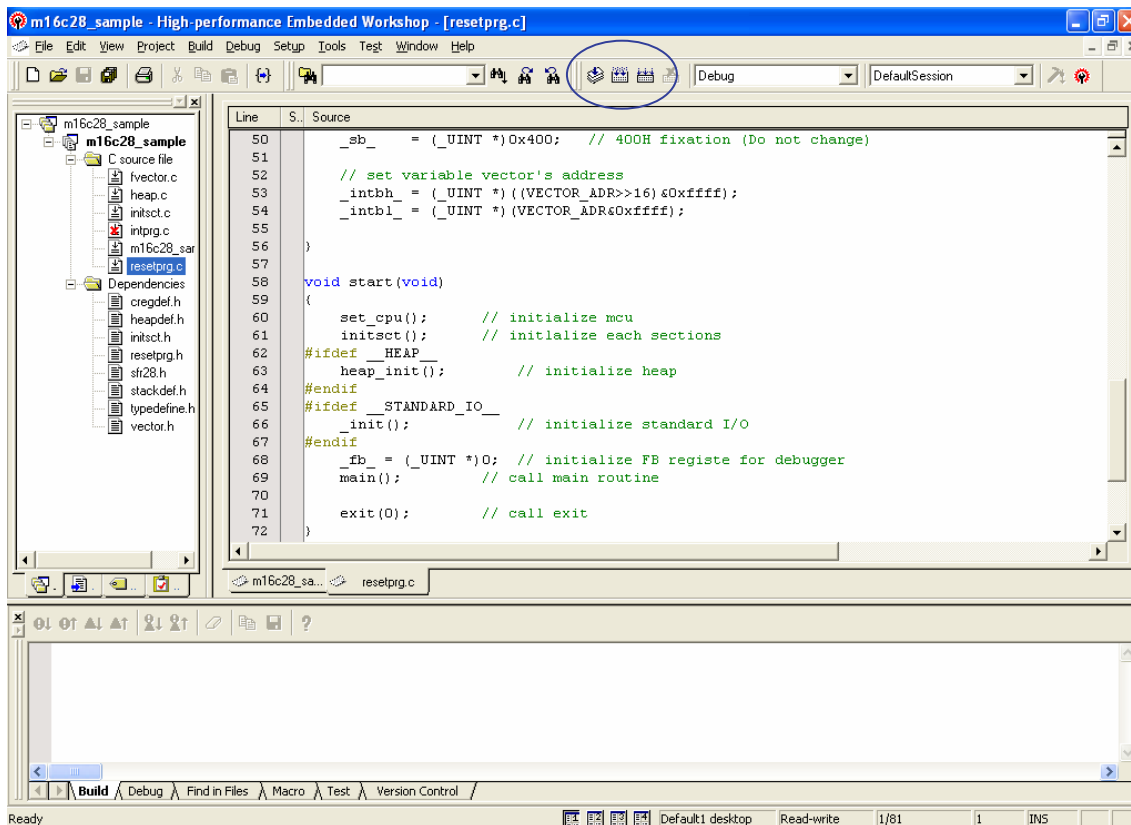 m16c28_sample - High-performance Embedded Workshop - [resetprg.c]
File Edit View Project Build Debug Setup Tools Test Window Help
Debug DefaultSession
m16c28_sample
m16c28_sample
C source file
fvector.c
heap.c
initsct.c
intprg.c
m16c28_sar
resetprg.c
Dependencies
cregdef.h
heapdef.h
initsct.h
resetprg.h
sfr28.h
stackdef.h
typedefine.h
vector.h
Line S.. Source
50 _sb_ = (_UINT *)0x400; // 400H fixation (Do not change)
51
52 // set variable vector's address
53 _intbh_ = (_UINT *)((VECTOR_ADR>>16)&0xffff);
54 _intbl_ = (_UINT *)(VECTOR_ADR&0xffff);
55
56 }
57
58 void start(void)
59 {
60 set_cpu(); // initialize mcu
61 initsct(); // initlalize each sections
62 #ifdef __HEAP__
63 heap_init(); // initialize heap
64 #endif
65 #ifdef __STANDARD_IO__
66 _init(); // initialize standard I/O
67 #endif
68 _fb_ = (_UINT *)0; // initialize FB registe for debugger
69 main(); // call main routine
70
71 exit(0); // call exit
72 }
m16c28_sa... resetprg.c
Build Debug Find in Files Macro Test Version Control
Ready Default1 desktop Read-write 1/81 1 INS